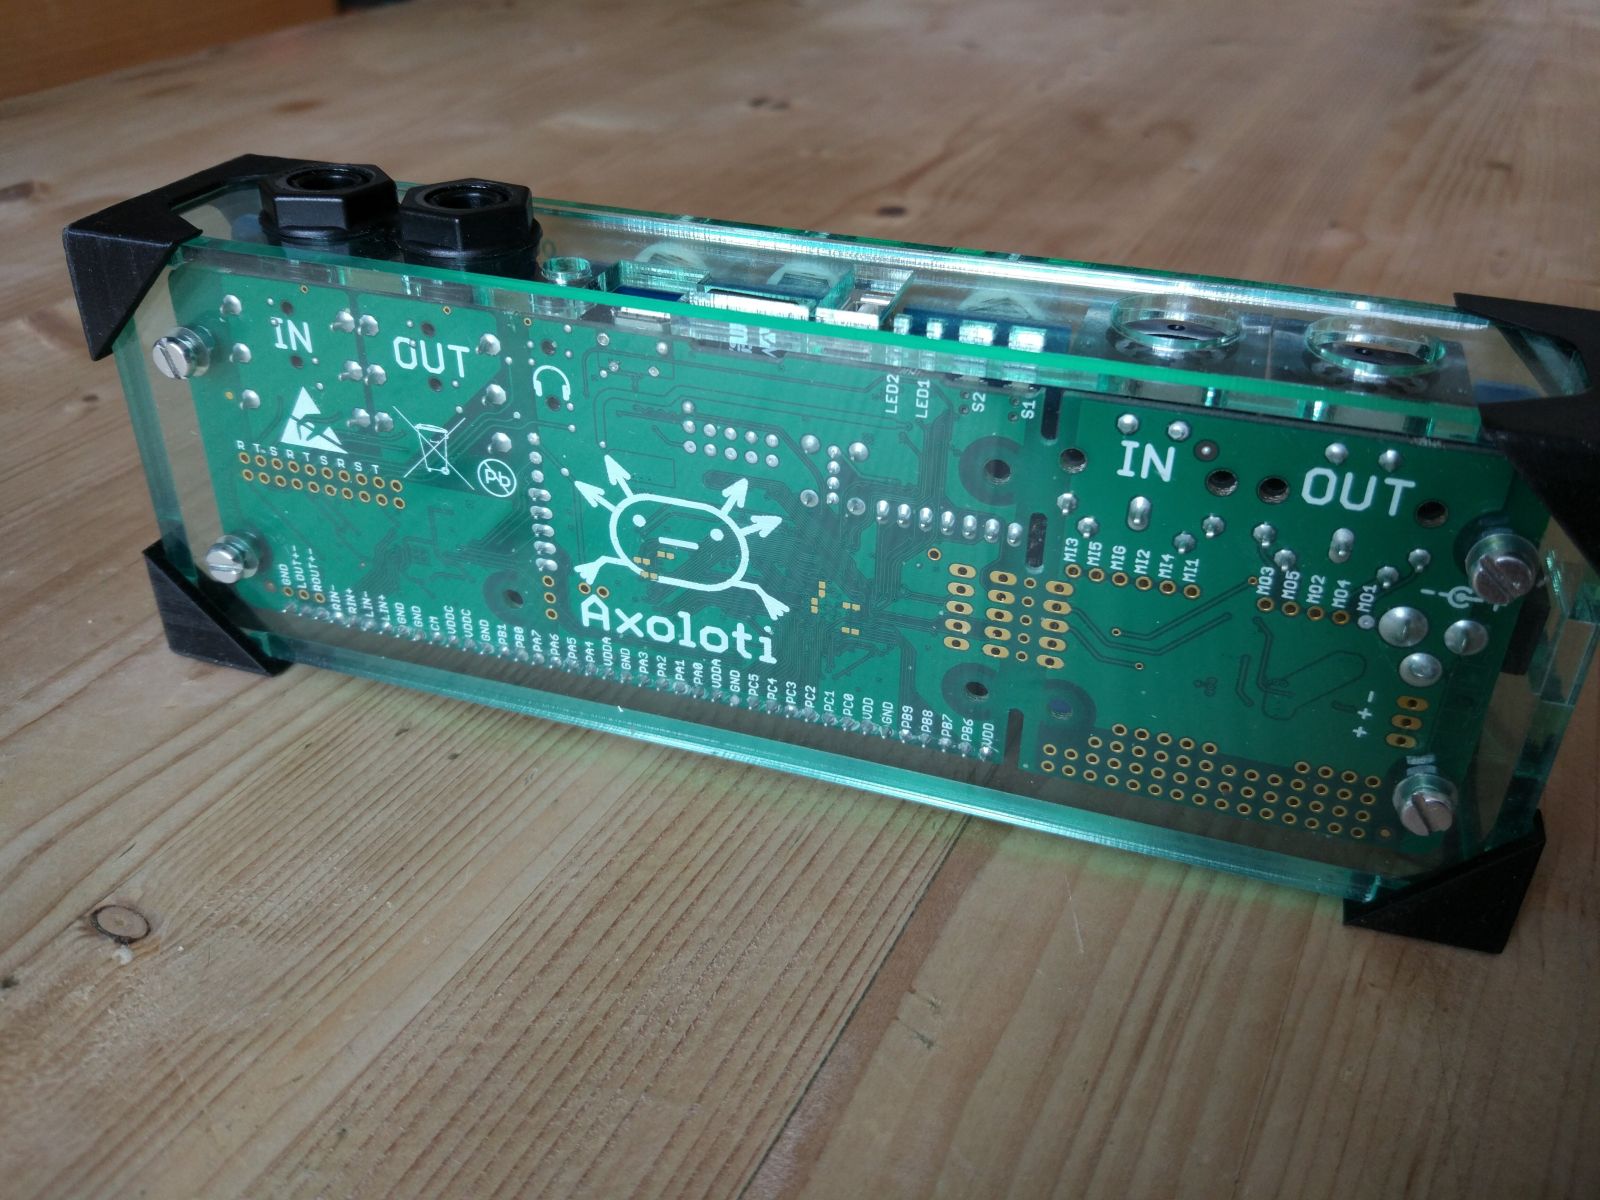 IN
OUT
LED2
LED1
S2
S1
IN
OUT
R T S R T S R S T
Axoloti
MI3
MI5
MIG
MI2
MI4
MI1
MO3
MO5
MO2
MO4
MO1
GND
LOUT+-
ROUT+-
RIN-
RIN+
LIN-
LIN+
GND
GND
CM
VDDC
VDDC
GND
PB1
PB0
PA7
PA6
PA5
PA4
VDDA
GND
PA3
PA2
PA1
PA0
VDDA
GND
PC5
PC4
PC3
PC2
PC1
PC0
VDD
GND
PB9
PB8
PB7
PB6
VDD
- + +